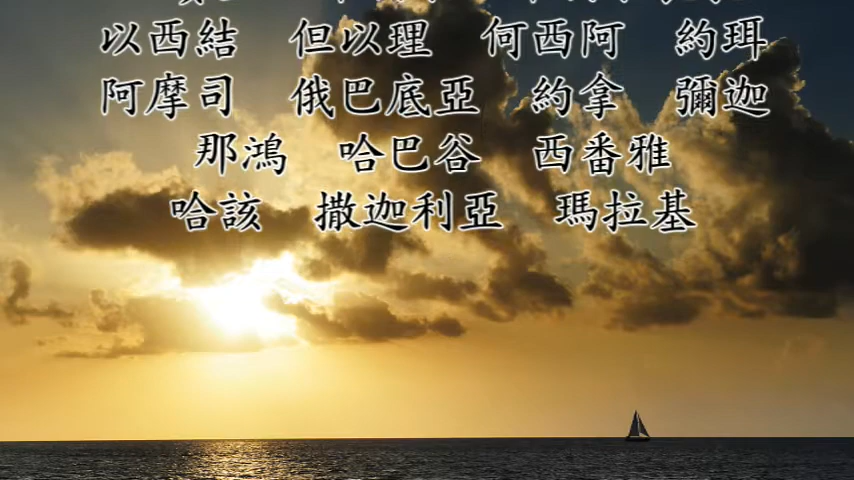 以西結 但以理 何西阿 約珥
阿摩司 俄巴底亞 約拿 彌迦
那鴻 哈巴谷 西番雅
哈該 撒迦利亞 瑪拉基